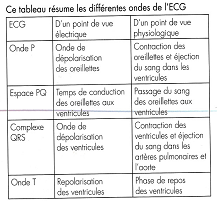 Ce tableau résume les différentes ondes de l'ECG
ECG
D'un point de vue
électrique
D'un point de vue
physiologique
Onde P
Onde de
dépolarisation
des oreillettes
Contraction des
oreillettes et éjection
du sang dans les
ventricules
Espace PQ
Temps de conduction
des oreillettes aux
ventricules
Passage du sang
des oreillettes aux
ventricules
Complexe
QRS
Onde de
dépolarisation
des ventricules
Contraction des
ventricules et éjection
du sang dans les
artères pulmonaires et
l'aorte
Onde T
Repolarisation
des ventricules
Phase de repos
des ventricules